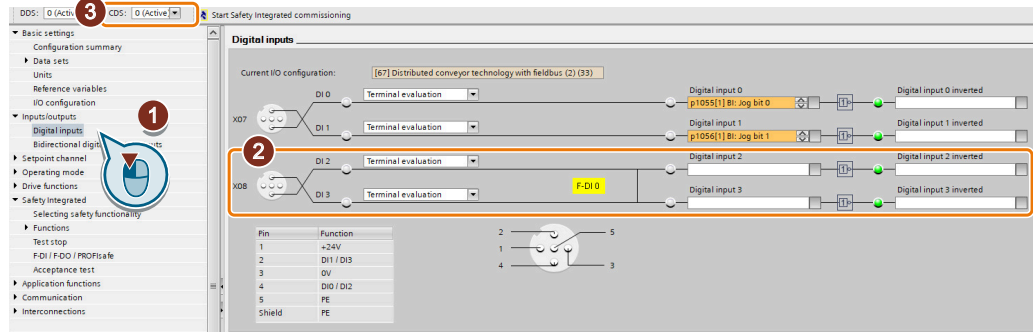 DDS: 0 (Activ
CDS: 0 (Active)
Start Safety Integrated commissioning
3
Basic settings
Configuration summary
Data sets
Units
Reference variables
I/O configuration
Inputs/outputs
Digital inputs
Bidirectional digit uts
Setpoint channel
Operating mode
Drive functions
Safety Integrated
Selecting safety functionality
Functions
Test stop
F-DI / F-DO / PROFIsafe
Acceptance test
Application functions
Communication
Interconnections
1
Digital inputs
Current I/O configuration: [67] Distributed conveyor technology with fieldbus (2) (33)
DI 0 Terminal evaluation
Digital input 0 Digital input 0 inverted
p1055[1] BI: Jog bit 0 1
X07
DI 1 Terminal evaluation
Digital input 1 Digital input 1 inverted
p1056[1] BI: Jog bit 1 1
2
DI 2 Terminal evaluation
Digital input 2 Digital input 2 inverted
1
X08
F-DI 0
DI 3 Terminal evaluation
Digital input 3 Digital input 3 inverted
1
Pin Function
1 +24V
2 DI1 / DI3
3 0V
4 DI0 / DI2
5 PE
Shield PE
2 5
1
4 3